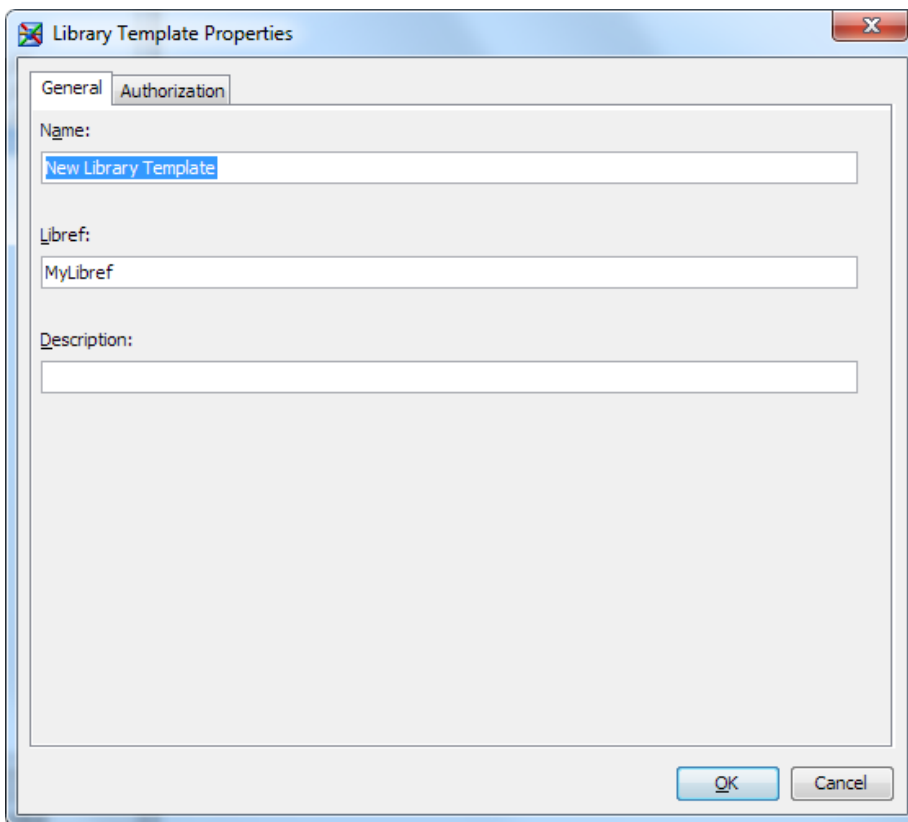 Library Template Properties
General Authorization
Name:
New Library Template
Libref:
MyLibref
Description:
OK Cancel